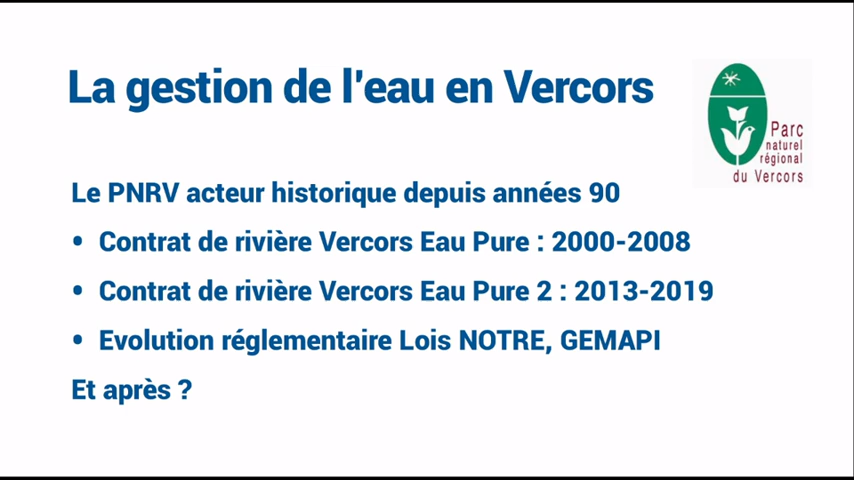 La gestion de l'eau en Vercors
Parc
naturel
régional
du Vercors
Le PNRV acteur historique depuis années 90
• Contrat de rivière Vercors Eau Pure : 2000-2008
• Contrat de rivière Vercors Eau Pure 2 : 2013-2019
• Evolution réglementaire Lois NOTRE, GEMAPI
Et après ?